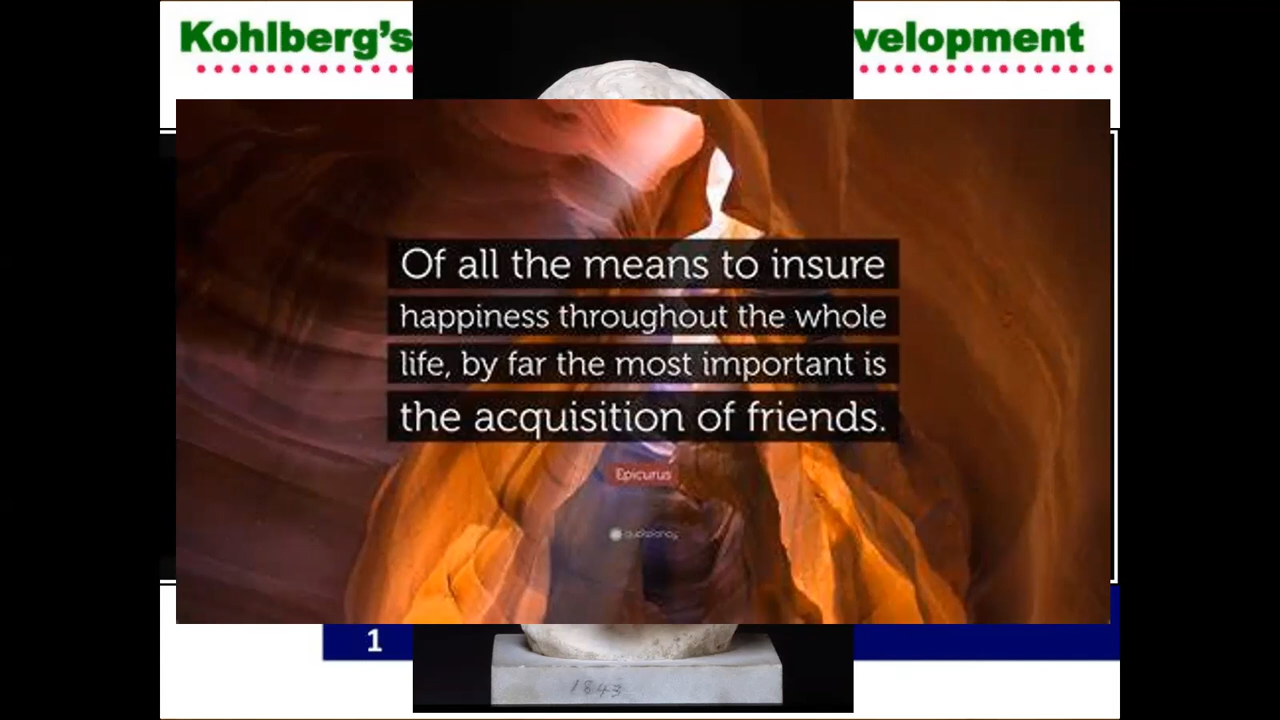 Kohlberg's velopment
Of all the means to insure
happiness throughout the whole
life, by far the most important is
the acquisition of friends.
Epicurus
quotefancy
1
1843